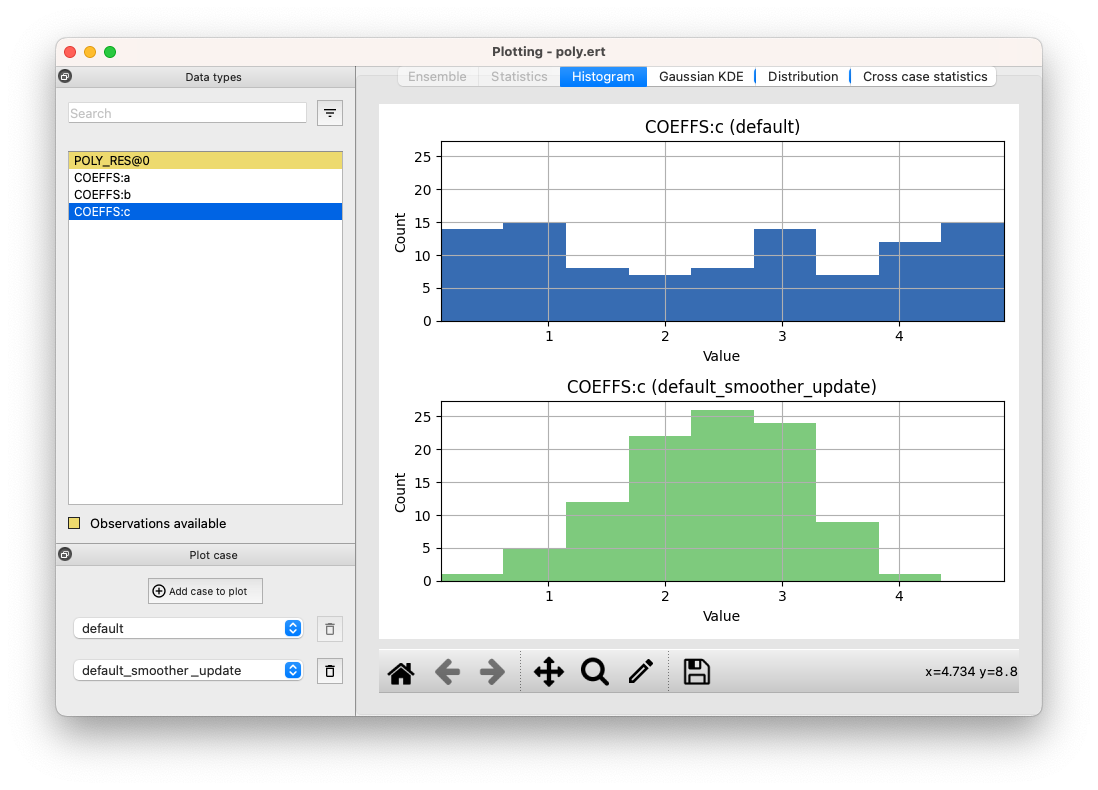 Plotting - poly.ert
Data types
Search
POLY_RES@0
COEFFS:a
COEFFS:b
COEFFS:c
Observations available
Plot case
Add case to plot
default
default_smoother_update
Ensemble Statistics Histogram Gaussian KDE Distribution Cross case statistics
COEFFS:c (default)
25
20
15
10
5
0
Count
1 2 3 4
Value
COEFFS:c (default_smoother_update)
25
20
15
10
5
0
Count
1 2 3 4
Value
x=4.734 y=8.8